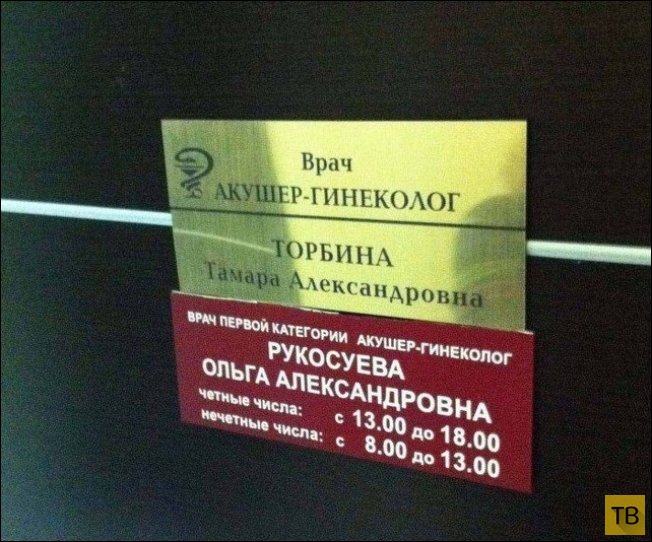 Врач
АКУШЕР-ГИНЕКОЛОГ
ТОРБИНА
Тамара Александровна
ВРАЧ ПЕРВОЙ КАТЕГОРИИ АКУШЕР-ГИНЕКОЛОГ
РУКОСУЕВА
ОЛЬГА АЛЕКСАНДРОВНА
четные числа: с 13.00 до 18.00
нечетные числа: с 8.00 до 13.00
ТВ